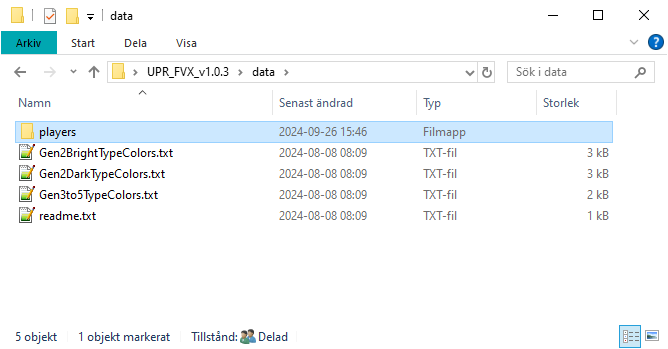 data
Arkiv Start Dela Visa
UPR_FVX_v1.0.3 data Sök i data
Namn Senast ändrad Typ Storlek
players 2024-09-26 15:46 Filmapp
Gen2BrightTypeColors.txt 2024-08-08 08:09 TXT-fil 3 kB
Gen2DarkTypeColors.txt 2024-08-08 08:09 TXT-fil 3 kB
Gen3to5TypeColors.txt 2024-08-08 08:09 TXT-fil 2 kB
readme.txt 2024-08-08 08:09 TXT-fil 1 kB
5 objekt 1 objekt markerat Tillstånd: Delad